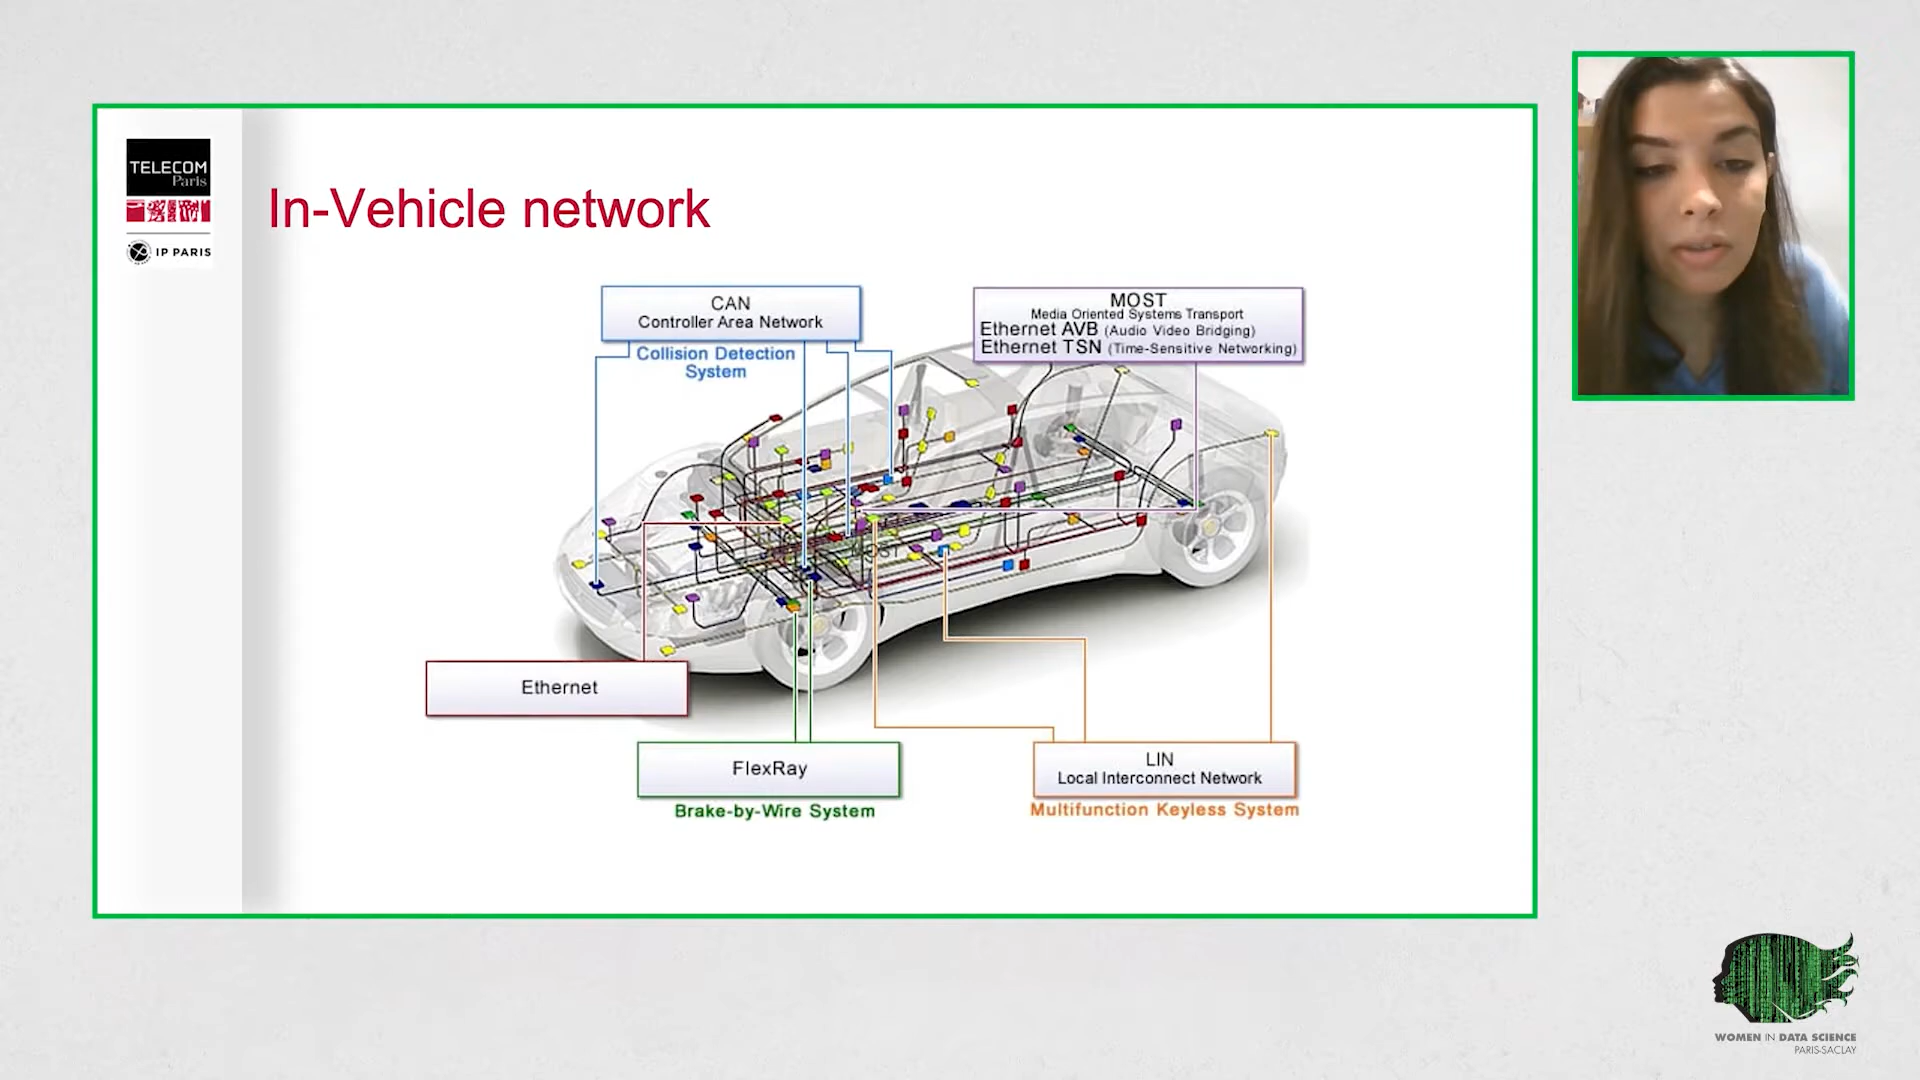 TELECOM
Paris
IP PARIS
In-Vehicle network
CAN
Controller Area Network
Collision Detection
System
MOST
Media Oriented Systems Transport
Ethernet AVB (Audio Video Bridging)
Ethernet TSN (Time-Sensitive Networking)
Ethernet
FlexRay
Brake-by-Wire System
LIN
Local Interconnect Network
Multifunction Keyless System
WOMEN IN DATA SCIENCE
PARIS-SACLAY